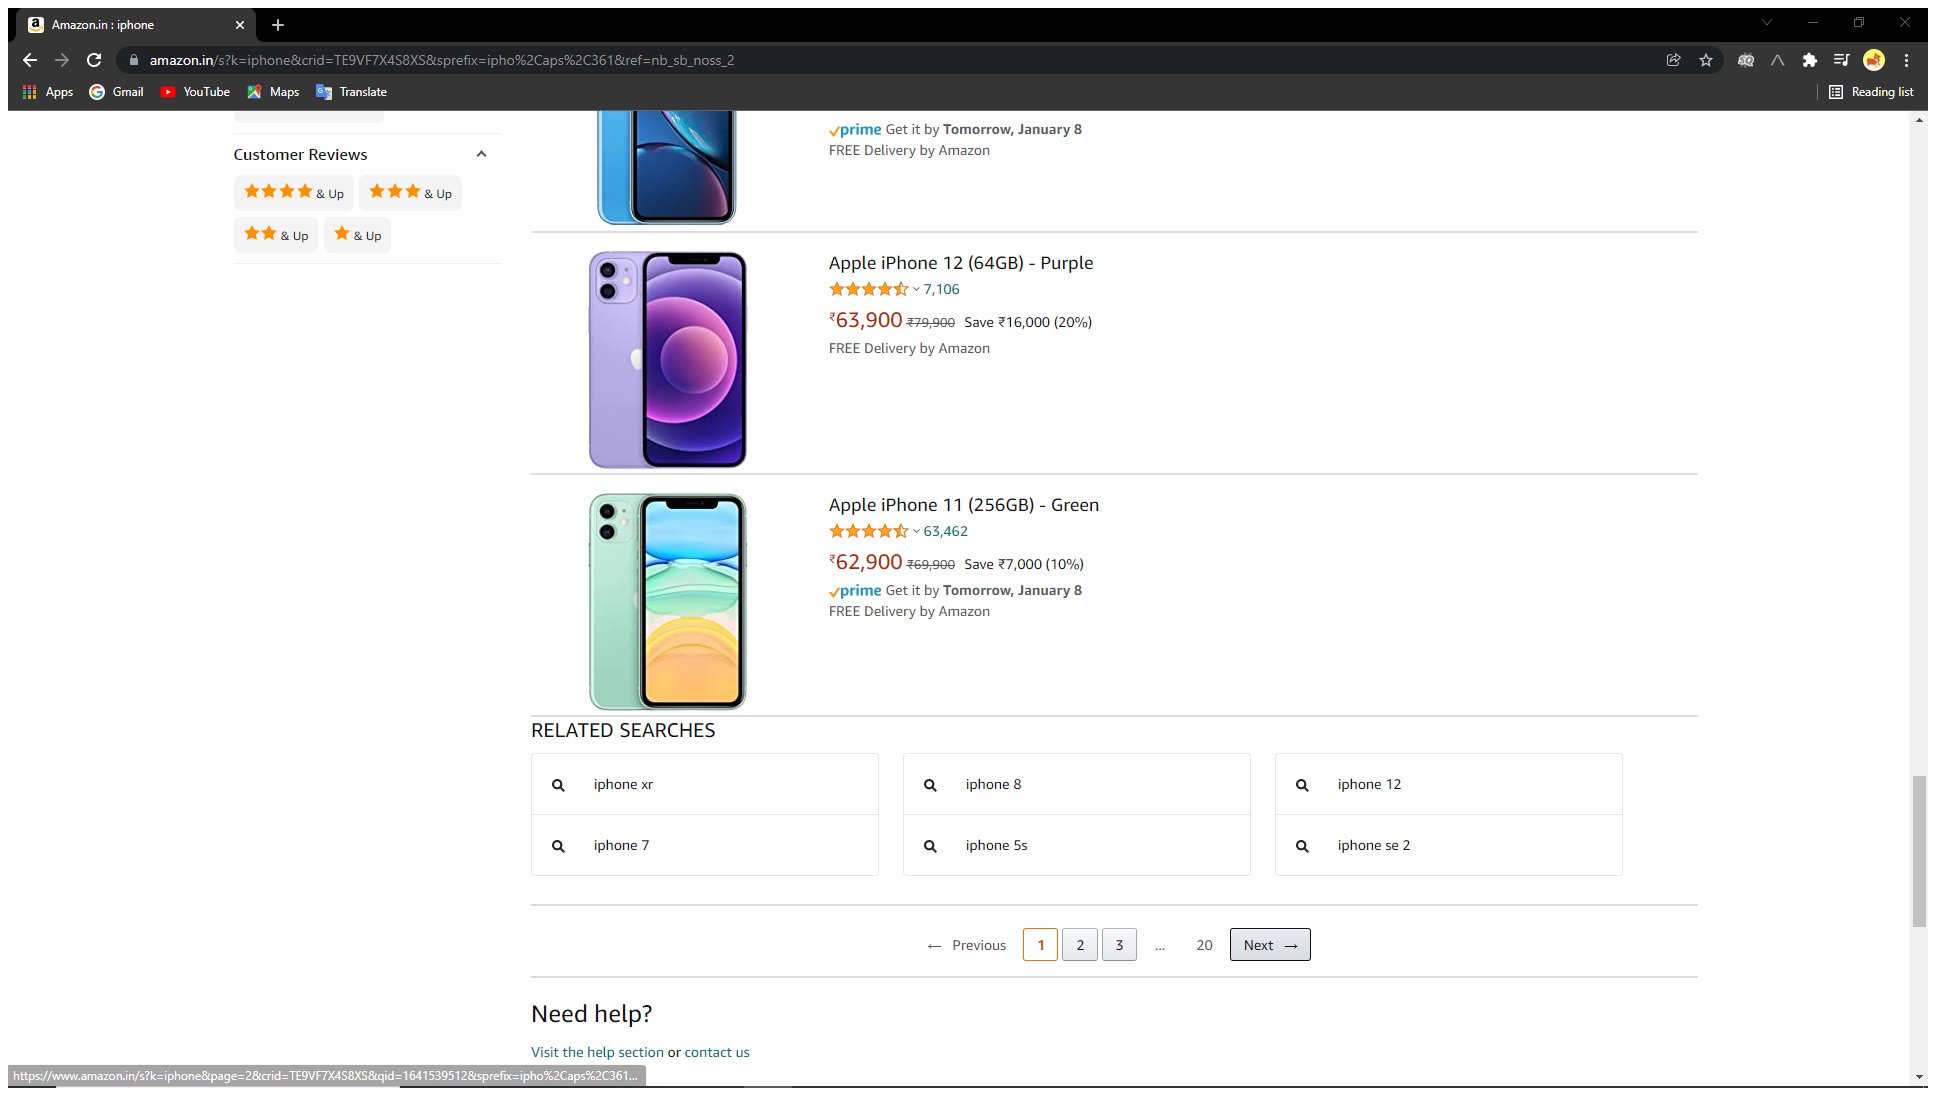 Amazon.in : iphone
amazon.in/s?k=iphone&crid=TE9VF7X4S8XS&sprefix=ipho%2Caps%2C361&ref=nb_sb_noss_2
Apps Gmail YouTube Maps Translate Reading list
prime Get it by Tomorrow, January 8
FREE Delivery by Amazon
Customer Reviews
& Up & Up
& Up & Up
Apple iPhone 12 (64GB) - Purple
7,106
₹63,900 ₹79,900 Save ₹16,000 (20%)
FREE Delivery by Amazon
Apple iPhone 11 (256GB) - Green
63,462
₹62,900 ₹69,900 Save ₹7,000 (10%)
prime Get it by Tomorrow, January 8
FREE Delivery by Amazon
RELATED SEARCHES
iphone xr iphone 8 iphone 12
iphone 7 iphone 5s iphone se 2
← Previous 1 2 3 ... 20 Next →
Need help?
Visit the help section or contact us
https://www.amazon.in/s?k=iphone&page=2&crid=TE9VF7X4S8XS&qid=1641539512&sprefix=ipho%2Caps%2C361...